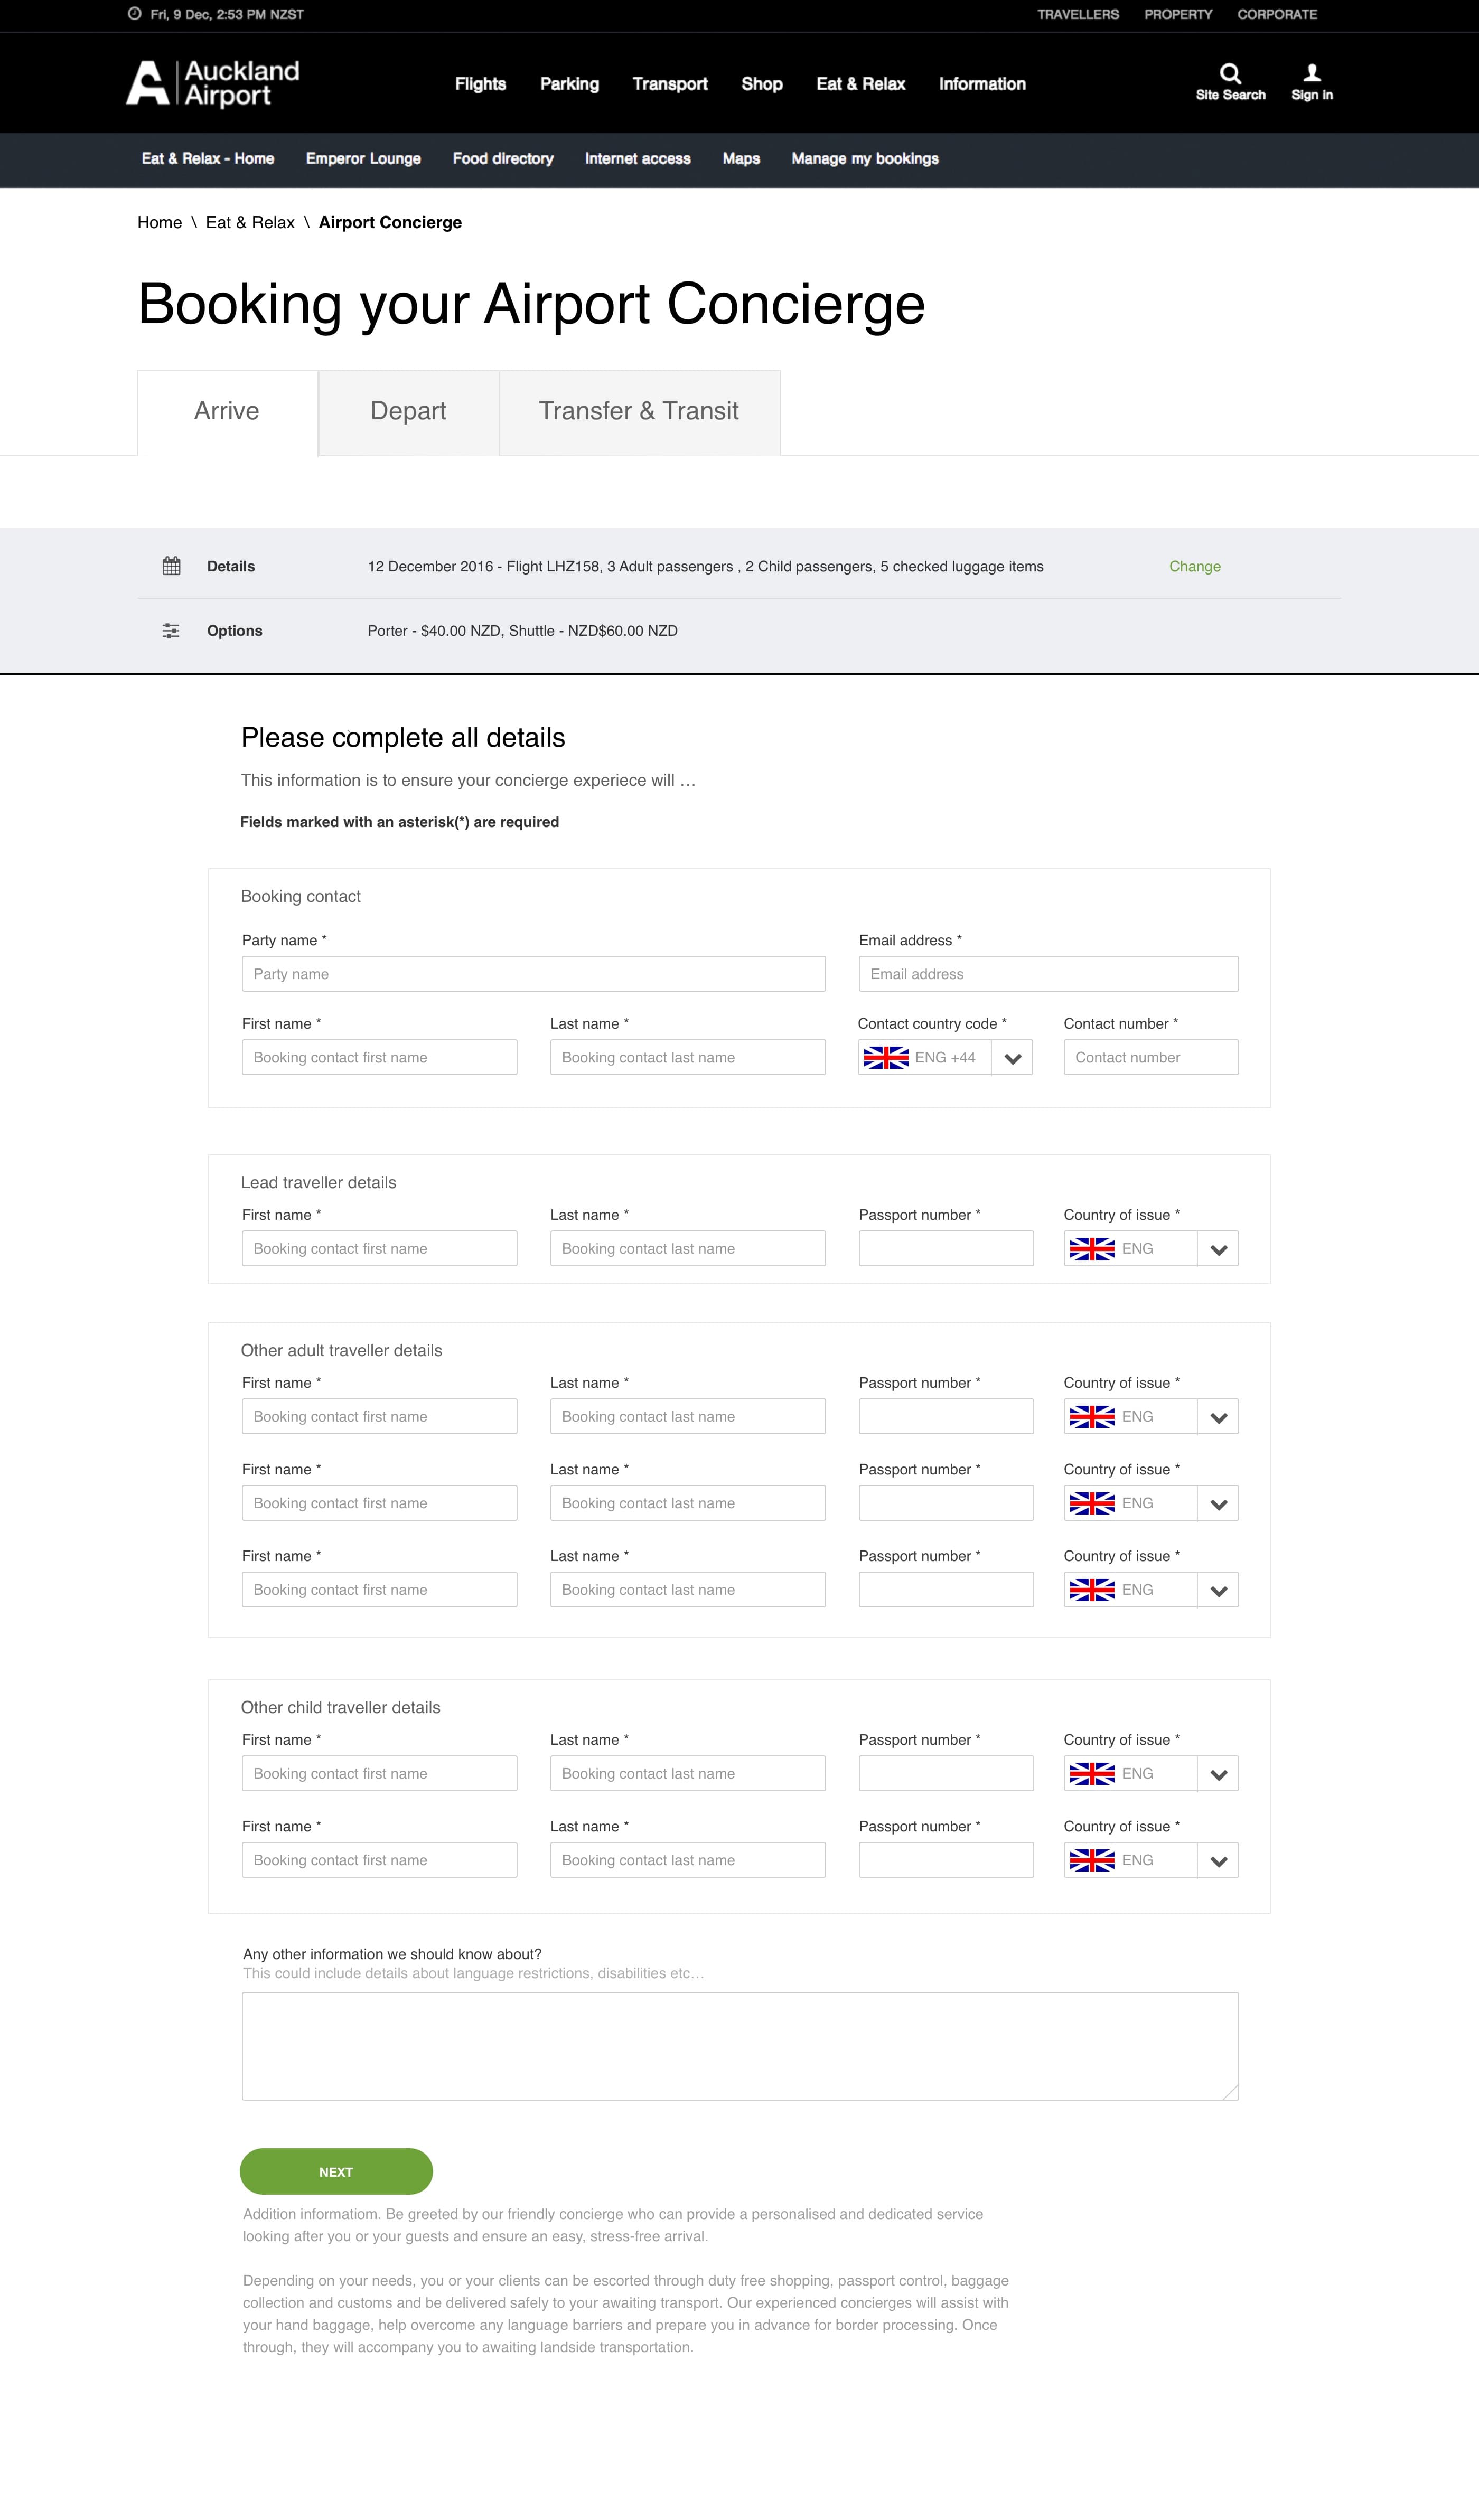 Fri, 9 Dec, 2:53 PM NZST TRAVELLERS PROPERTY CORPORATE
Auckland
Airport
Flights Parking Transport Shop Eat & Relax Information
Site Search Sign in
Eat & Relax - Home Emperor Lounge Food directory Internet access Maps Manage my bookings
Home \ Eat & Relax \ Airport Concierge
Booking your Airport Concierge
Arrive Depart Transfer & Transit
Details 12 December 2016 - Flight LHZ158, 3 Adult passengers , 2 Child passengers, 5 checked luggage items Change
Options Porter - $40.00 NZD, Shuttle - NZD$60.00 NZD
Please complete all details
This information is to ensure your concierge experiece will …
Fields marked with an asterisk(*) are required
Booking contact
Party name * Email address *
Party name Email address
First name * Last name * Contact country code * Contact number *
Booking contact first name Booking contact last name ENG +44 Contact number
Lead traveller details
First name * Last name * Passport number * Country of issue *
Booking contact first name Booking contact last name ENG
Other adult traveller details
First name * Last name * Passport number * Country of issue *
Booking contact first name Booking contact last name ENG
First name * Last name * Passport number * Country of issue *
Booking contact first name Booking contact last name ENG
First name * Last name * Passport number * Country of issue *
Booking contact first name Booking contact last name ENG
Other child traveller details
First name * Last name * Passport number * Country of issue *
Booking contact first name Booking contact last name ENG
First name * Last name * Passport number * Country of issue *
Booking contact first name Booking contact last name ENG
Any other information we should know about?
This could include details about language restrictions, disabilities etc…
NEXT
Addition informatiom. Be greeted by our friendly concierge who can provide a personalised and dedicated service
looking after you or your guests and ensure an easy, stress-free arrival.
Depending on your needs, you or your clients can be escorted through duty free shopping, passport control, baggage
collection and customs and be delivered safely to your awaiting transport. Our experienced concierges will assist with
your hand baggage, help overcome any language barriers and prepare you in advance for border processing. Once
through, they will accompany you to awaiting landside transportation.